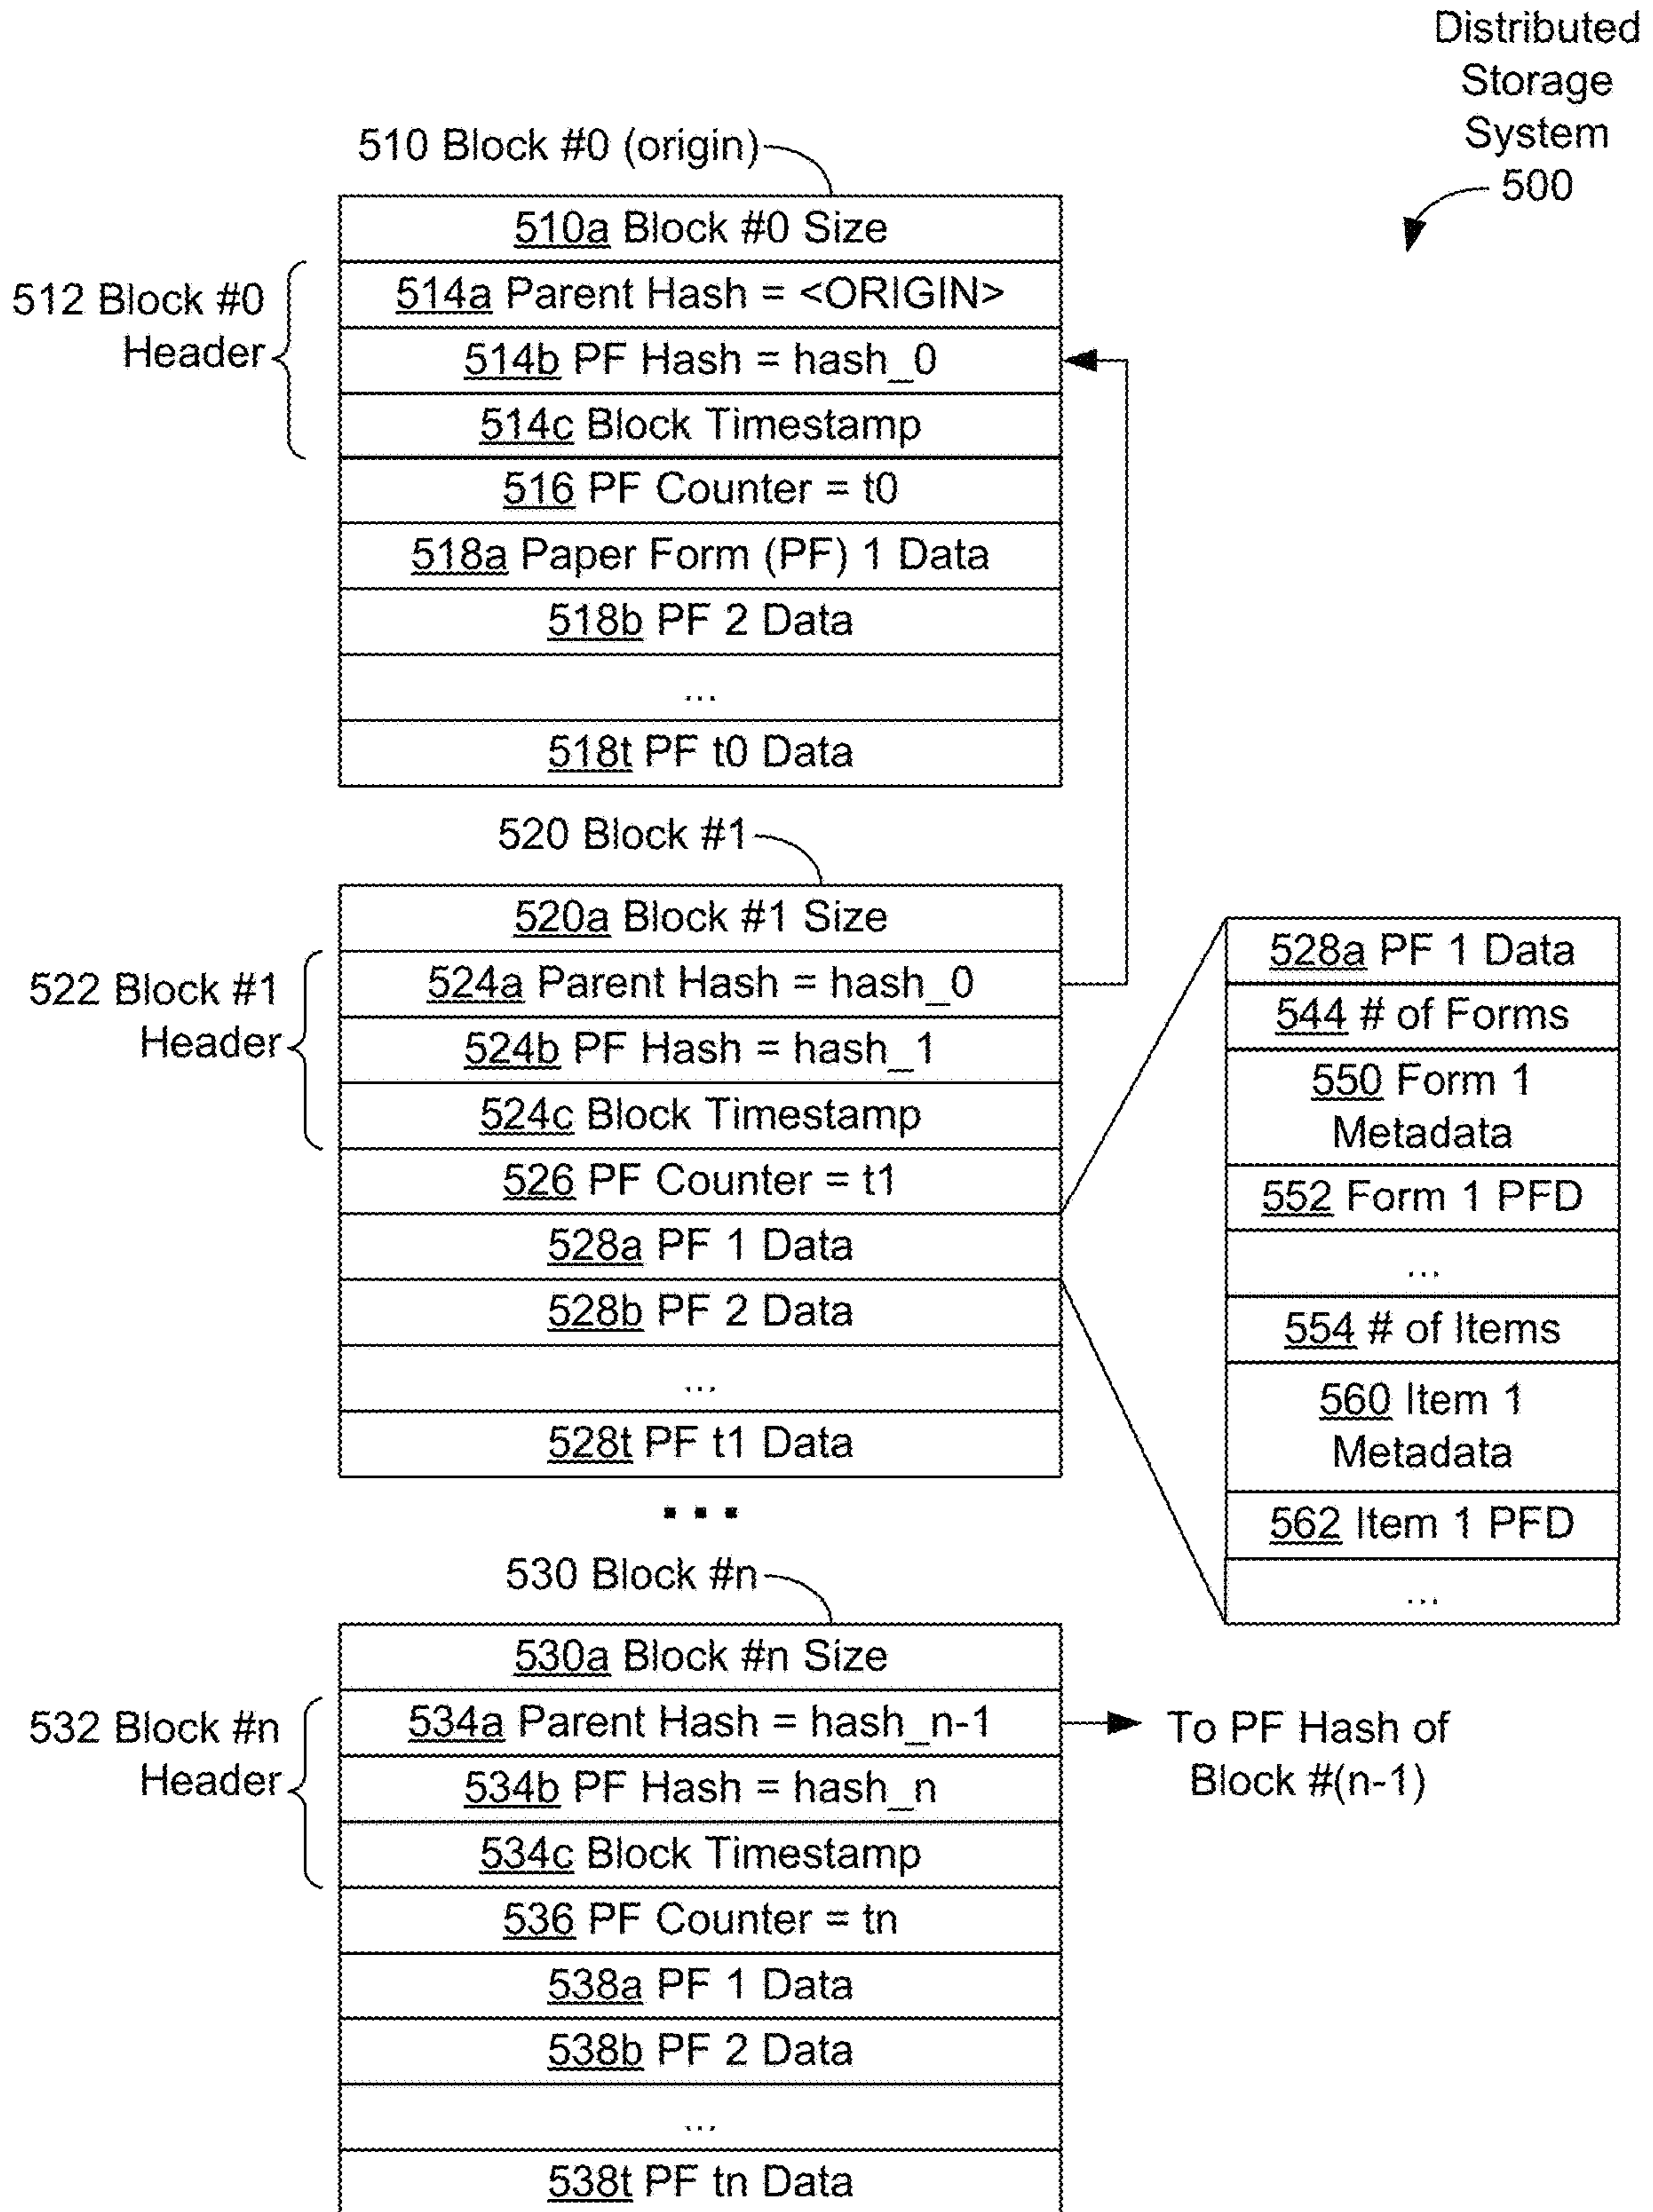 Distributed
Storage
System
500
510 Block #0 (origin)
510a Block #0 Size
512 Block #0
Header
514a Parent Hash = <ORIGIN>
514b PF Hash = hash_0
514c Block Timestamp
516 PF Counter = t0
518a Paper Form (PF) 1 Data
518b PF 2 Data
...
518t PF t0 Data
520 Block #1
520a Block #1 Size
522 Block #1
Header
524a Parent Hash = hash_0
524b PF Hash = hash_1
524c Block Timestamp
526 PF Counter = t1
528a PF 1 Data
528b PF 2 Data
...
528t PF t1 Data
528a PF 1 Data
544 # of Forms
550 Form 1
Metadata
552 Form 1 PFD
...
554 # of Items
560 Item 1
Metadata
562 Item 1 PFD
...
...
530 Block #n
530a Block #n Size
532 Block #n
Header
534a Parent Hash = hash_n-1
To PF Hash of
Block #(n-1)
534b PF Hash = hash_n
534c Block Timestamp
536 PF Counter = tn
538a PF 1 Data
538b PF 2 Data
...
538t PF tn Data